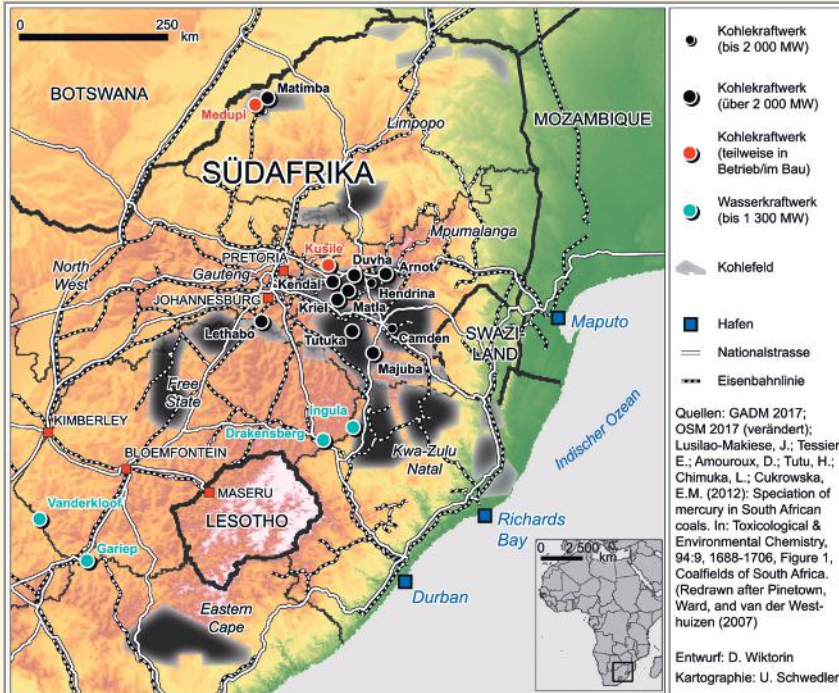 0
250
km
BOTSWANA
Matimba
Medupi
Limpopo
MOZAMBIQUE
SÜDAFRIKA
Mpumalanga
North
West
PRETORIA
Gauteng
Kusile
Duvha
Arnot
Kendal
Hendrina
JOHANNESBURG
Kriel
Matla
Lethabo
Tutuka
Camden
Majuba
SWAZI-
LAND
Maputo
Free
State
KIMBERLEY
Ingula
Drakensberg
BLOEMFONTEIN
Kwa-Zulu
Natal
Indischer Ozean
Vanderkloof
MASERU
LESOTHO
Gariep
Richards
Bay
Durban
Eastern
Cape
0
2 500
km
Kohlekraftwerk
(bis 2 000 MW)
Kohlekraftwerk
(über 2 000 MW)
Kohlekraftwerk
(teilweise in
Betrieb/im Bau)
Wasserkraftwerk
(bis 1 300 MW)
Kohlefeld
Hafen
Nationalstrasse
Eisenbahnlinie
Quellen: GADM 2017;
OSM 2017 (verändert);
Lusilao-Makiese, J.; Tessier,
E.; Amouroux, D.; Tutu, H.;
Chimuka, L.; Cukrowska,
E.M. (2012): Speciation of
mercury in South African
coals. In: Toxicological &
Environmental Chemistry,
94:9, 1688-1706, Figure 1,
Coalfields of South Africa.
(Redrawn after Pinetown,
Ward, and van der West-
huizen (2007)
Entwurf: D. Wiktorin
Kartographie: U. Schwedler